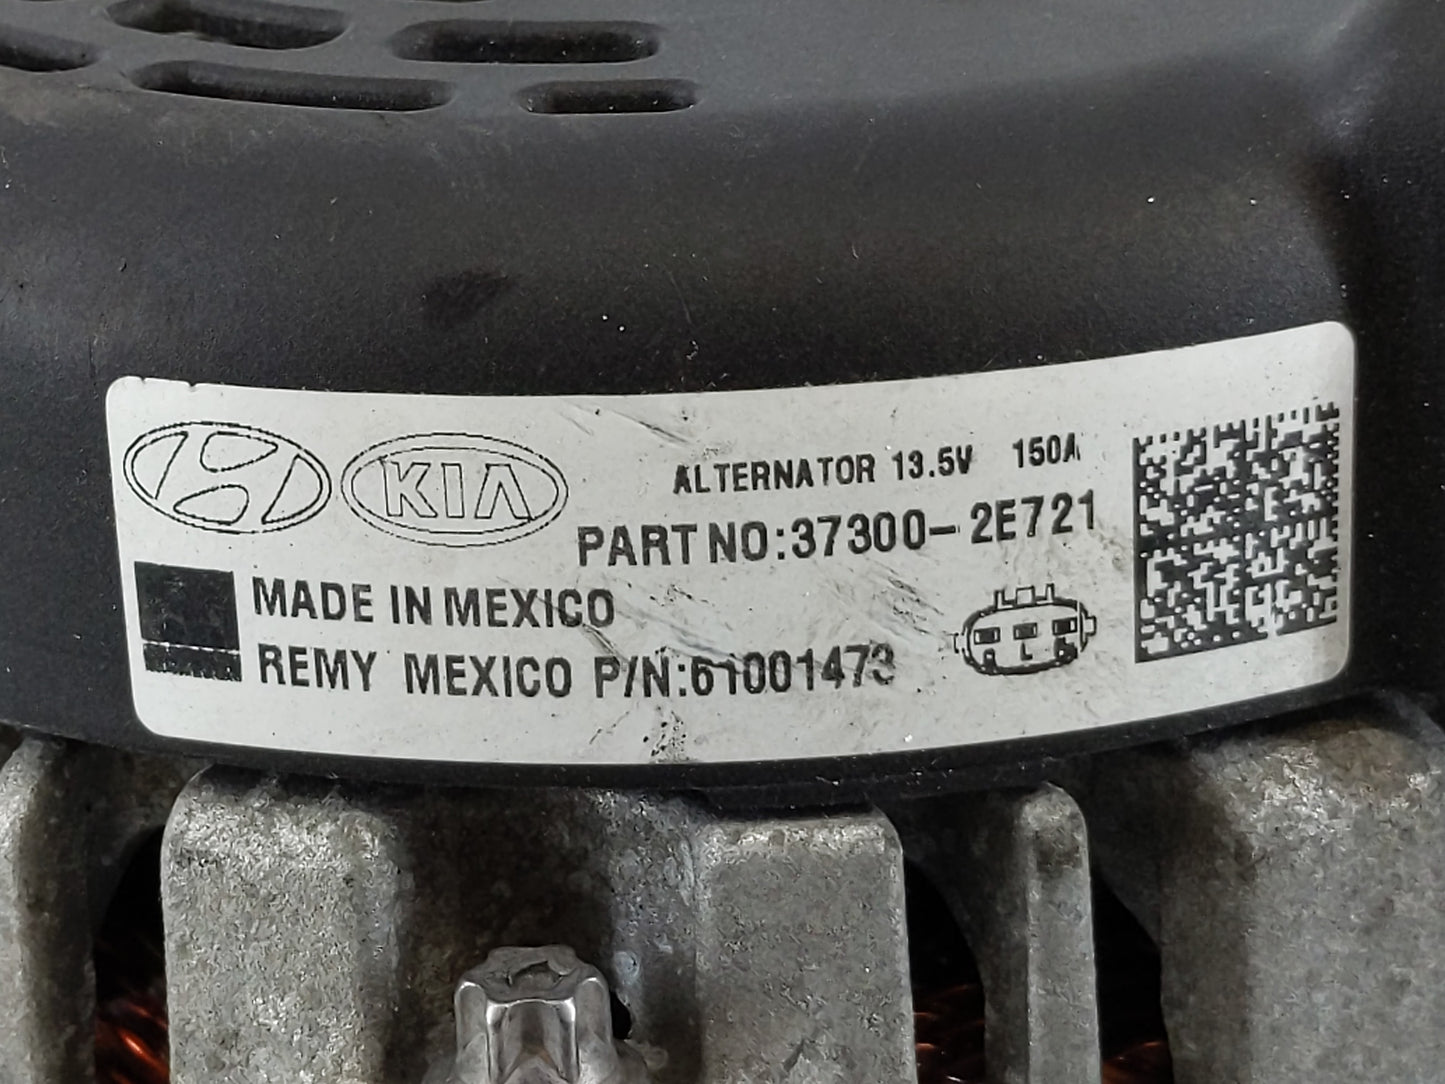 KIA
ALTERNATOR 13.5V 150A
PART NO:37300-2E721
MADE IN MEXICO
REMY MEXICO P/N:61001473
L